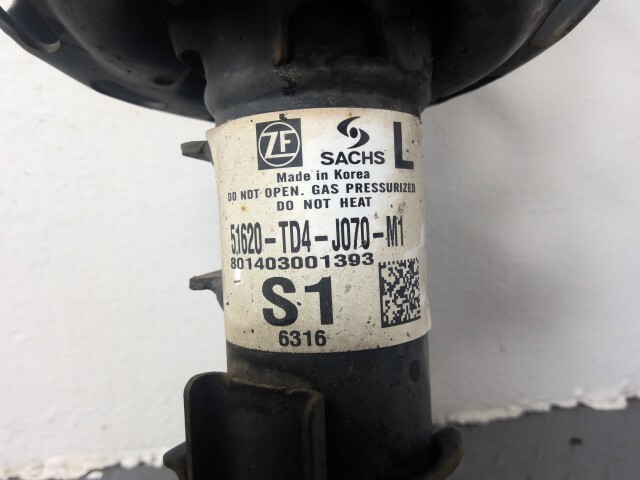 ZF SACHS L
Made in Korea
DO NOT OPEN. GAS PRESSURIZED
DO NOT HEAT
51620-TD4-J070-M1
801403001393
S1
6316